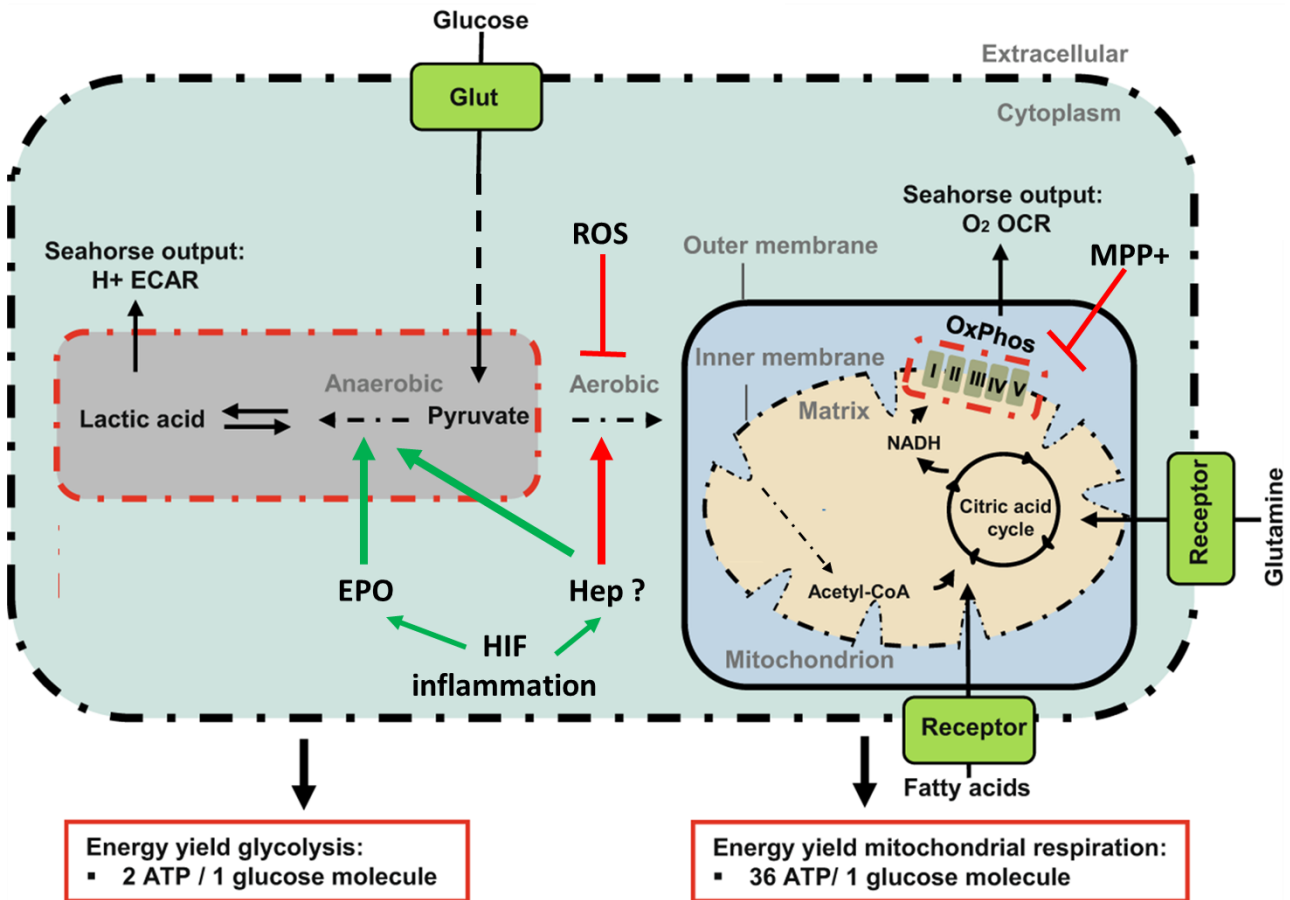 Glucose
Extracellular
Glut
Cytoplasm
Seahorse output:
O₂ OCR
ROS
Outer membrane
MPP+
Seahorse output:
H+ ECAR
OxPhos
I II III IV V
Inner membrane
Anaerobic
Aerobic
Matrix
Lactic acid
Pyruvate
NADH
Receptor
Glutamine
Citric acid
cycle
EPO
Hep ?
Acetyl-CoA
HIF
inflammation
Mitochondrion
Receptor
Fatty acids
Energy yield glycolysis:
▪ 2 ATP / 1 glucose molecule
Energy yield mitochondrial respiration:
▪ 36 ATP/ 1 glucose molecule